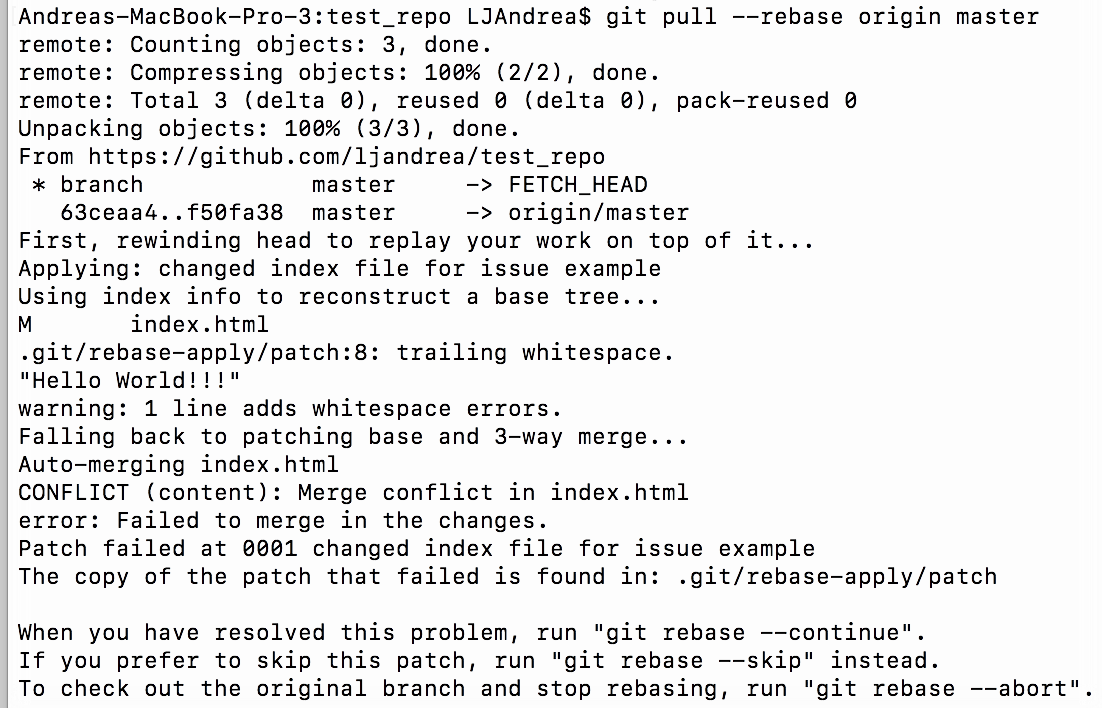 Andreas-MacBook-Pro-3:test_repo LJAndrea$ git pull --rebase origin master
remote: Counting objects: 3, done.
remote: Compressing objects: 100% (2/2), done.
remote: Total 3 (delta 0), reused 0 (delta 0), pack-reused 0
Unpacking objects: 100% (3/3), done.
From https://github.com/ljandrea/test_repo
 * branch            master     -> FETCH_HEAD
   63ceaa4..f50fa38  master     -> origin/master
First, rewinding head to replay your work on top of it...
Applying: changed index file for issue example
Using index info to reconstruct a base tree...
M       index.html
.git/rebase-apply/patch:8: trailing whitespace.
"Hello World!!!"
warning: 1 line adds whitespace errors.
Falling back to patching base and 3-way merge...
Auto-merging index.html
CONFLICT (content): Merge conflict in index.html
error: Failed to merge in the changes.
Patch failed at 0001 changed index file for issue example
The copy of the patch that failed is found in: .git/rebase-apply/patch

When you have resolved this problem, run "git rebase --continue".
If you prefer to skip this patch, run "git rebase --skip" instead.
To check out the original branch and stop rebasing, run "git rebase --abort".